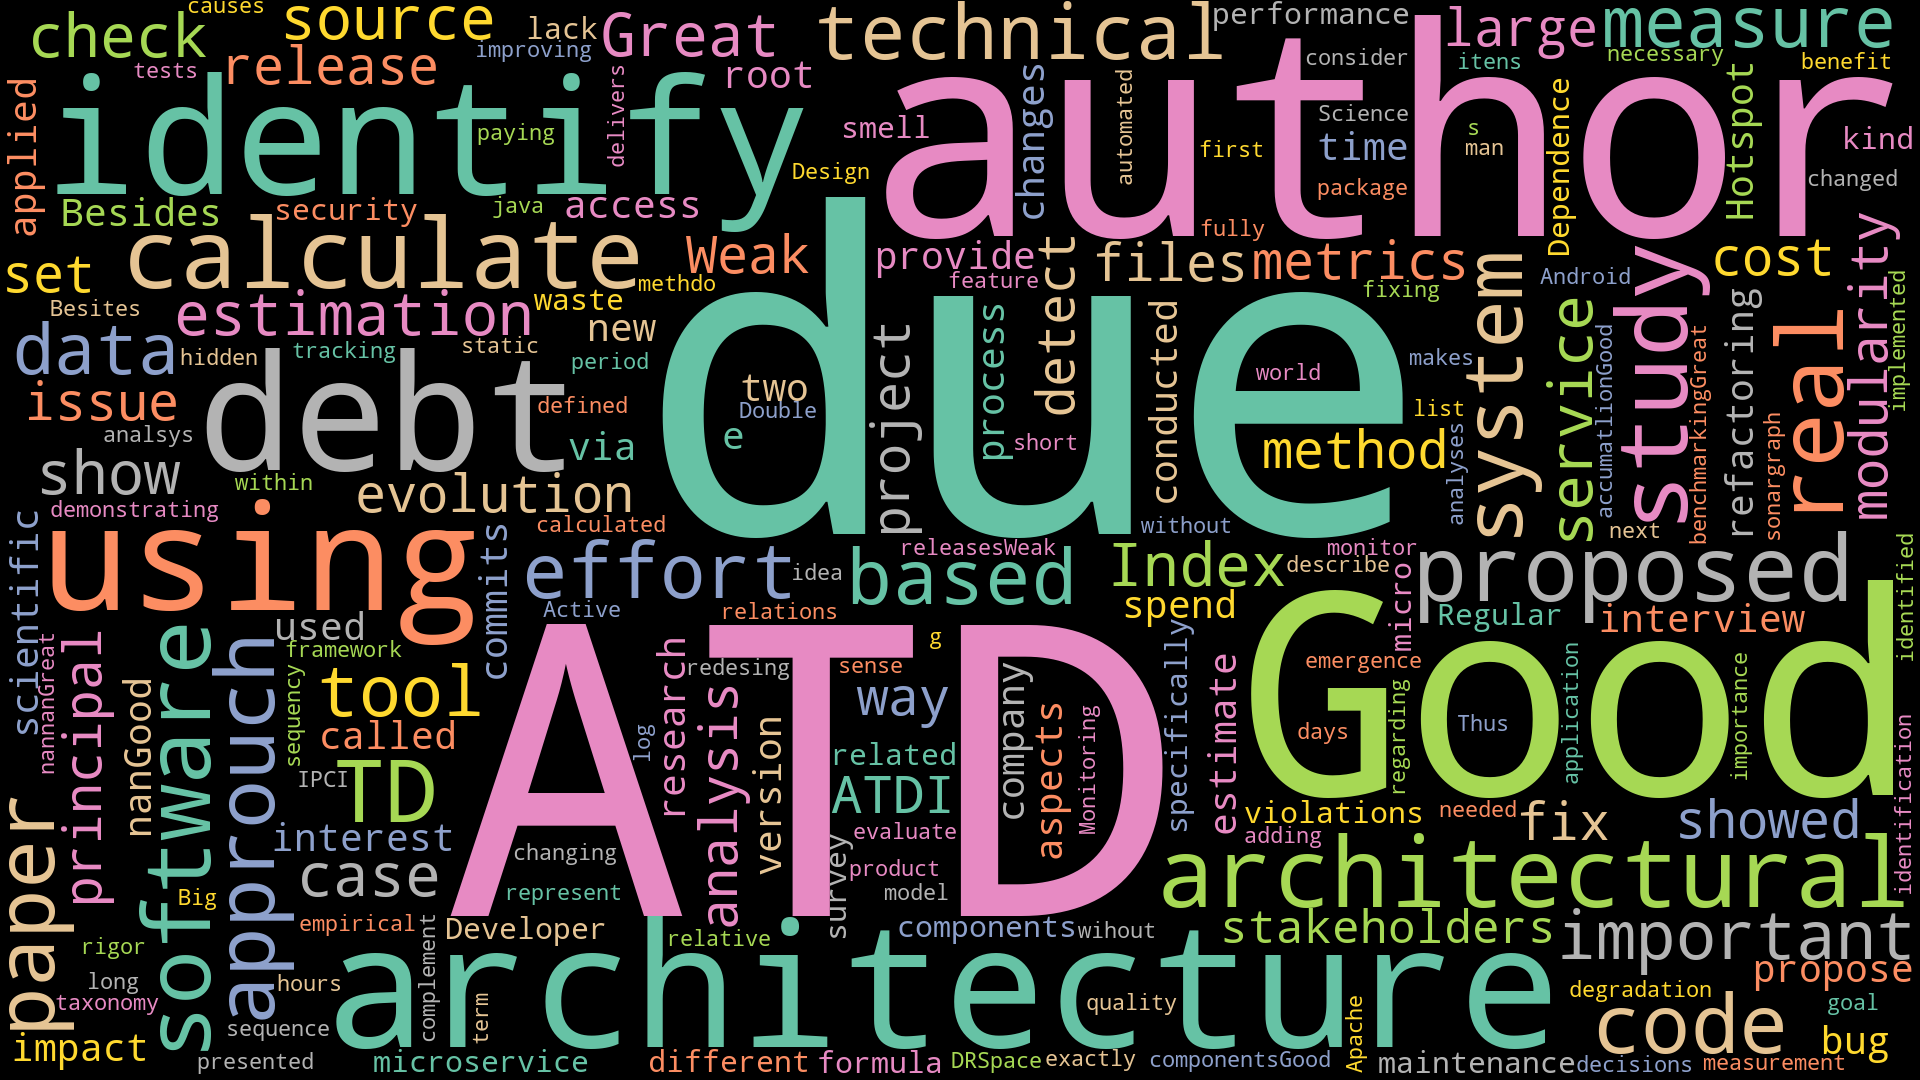 causes
source
lack
Great
technical
performance
large
measure
check
improving
tests
release
root
consider
itens
necessary
benefit
identify
author
applied
paying
delivers
smell
changes
automated
Science
s
man
first
time
Dependence
Hotspot
kind
Design
package
changed
Besides
security
java
access
fully
set
calculate
Weak
provide
detect
files
metrics
system
Android
study
cost
modularity
implemented
methdo
feature
fixing
Besites
estimation
waste
new
due
process
conducted
service
accumatlionGood
benchmarkingGreat
refactoring
real
data
hidden
tracking
static
period
project
world
makes
two
Double
issue
debt
defined
list
analsys
via
e
short
method
analyses
sonargraph
show
within
evolution
demonstrating
calculated
without
next
scientific
using
commits
effort
idea
releasesWeak
based
Index
monitor
describe
proposed
identified
Active
relations
spend
micro
Regular
interview
used
framework
g
specifically
Good
nannanGreat
principal
nanGood
software
approuch
sequency
tool
research
redesing
sense
emergence
application
importance
called
log
analysis
version
way
company
aspects
Monitoring
estimate
days
regarding
Thus
identification
ATD
related
IPCI
TD
ATDI
violations
needed
fix
showed
interest
evaluate
adding
paper
case
changing
survey
product
architectural
Big
represent
model
empirical
complement
Developer
relative
components
wihout
stakeholders
important
rigor
long
taxonomy
hours
term
architecture
quality
Apache
degradation
propose
goal
sequence
code
bug
impact
presented
microservice
different
formula
DRSpace
exactly
componentsGood
maintenance
decisions
measurement